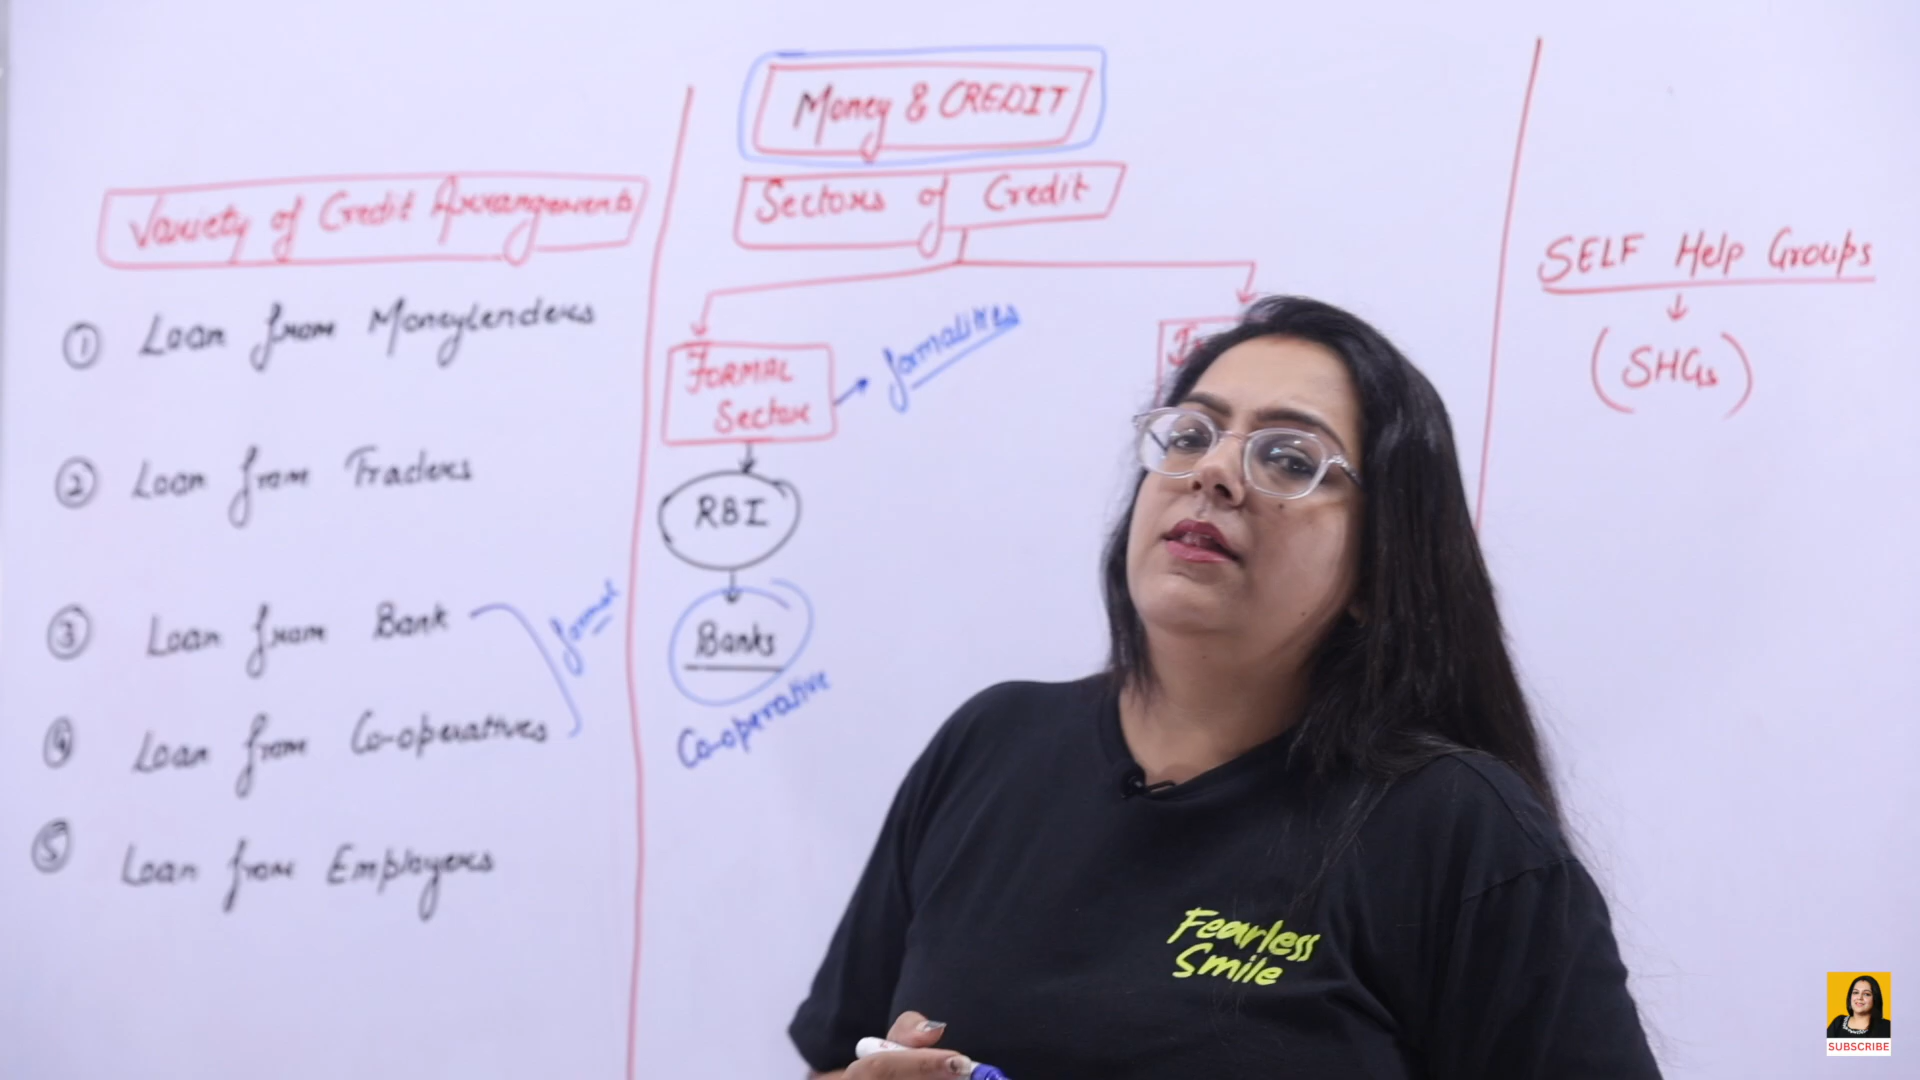 Money & CREDIT
Sectors of Credit
Variety of Credit Arrangements
① Loan from Moneylenders
② Loan from Traders
③ Loan from Bank
④ Loan from Co-operatives
formal
⑤ Loan from Employers
FORMAL
Sector
formalities
RBI
Banks
Co-operative
SELF Help Groups
(SHGs)
Fearless
Smile
SUBSCRIBE